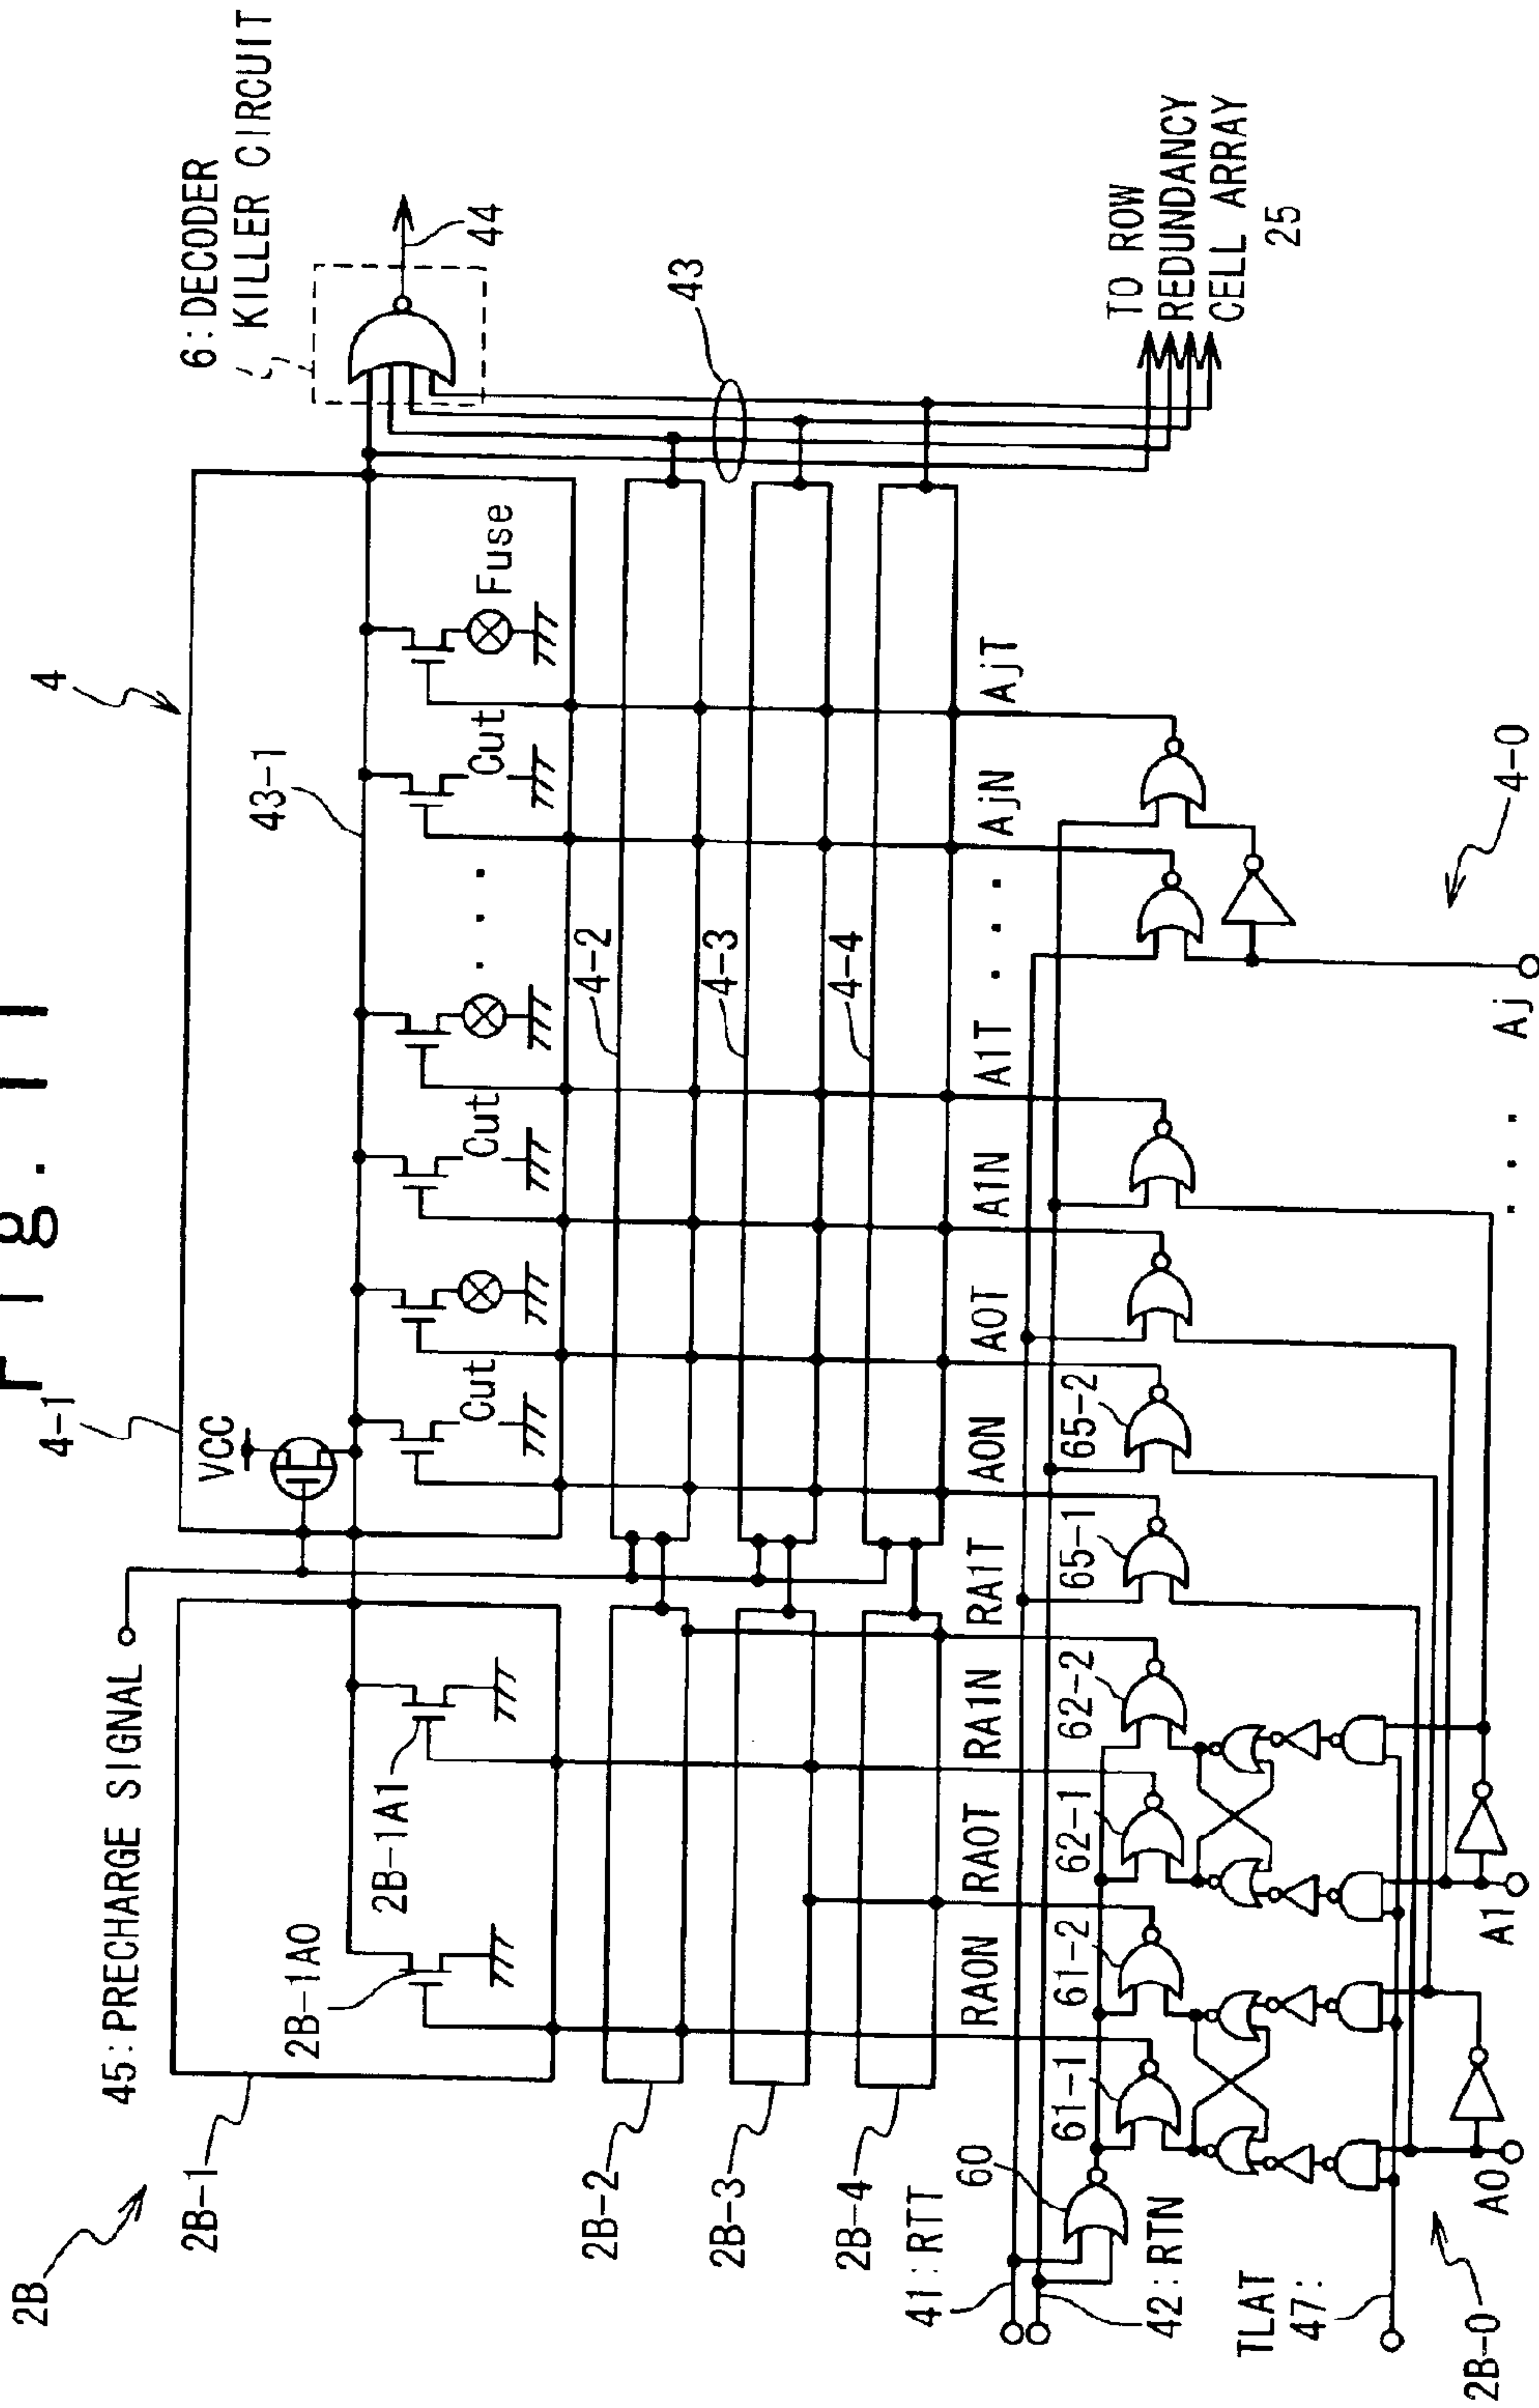 Fig. 11
2B
2B-1
45:PRECHARGE SIGNAL
4-1
4
VCC
43-1
6:DECODER
KILLER CIRCUIT
44
2B-1A0
2B-1A1
Cut
Cut
Cut
Fuse
. . .
43
2B-2
2B-3
2B-4
4-2
4-3
4-4
TO ROW
REDUNDANCY
CELL ARRAY
25
41:RTT
42:RTN
60
RA0N
RA0T
RA1N
RA1T
A0N
A0T
A1N
A1T
. . .
AjN
AjT
61-1
61-2
62-1
62-2
65-1
65-2
TLAT
47:
2B-0
A0
A1
. . .
Aj
4-0